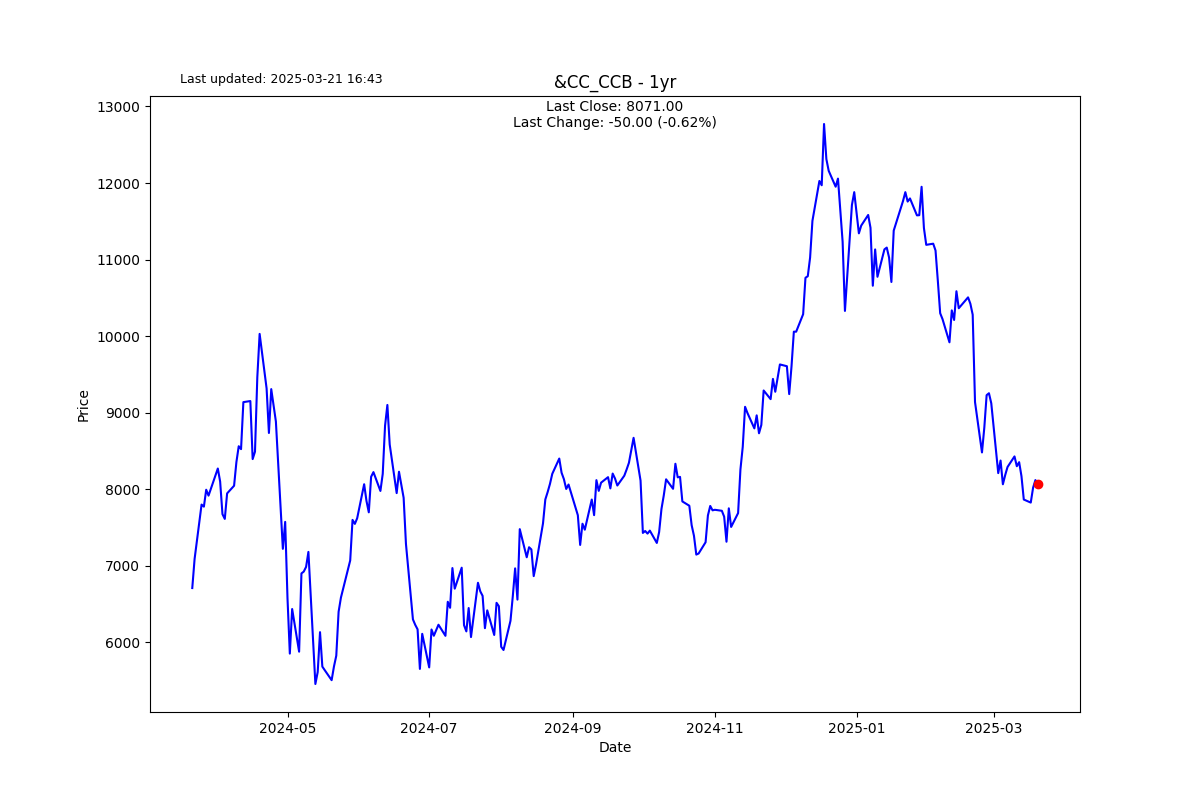 Last updated: 2025-03-21 16:43
&CC_CCB - 1yr
Last Close: 8071.00
Last Change: -50.00 (-0.62%)
13000
12000
11000
10000
9000
8000
7000
6000
Price
2024-05
2024-07
2024-09
2024-11
2025-01
2025-03
Date